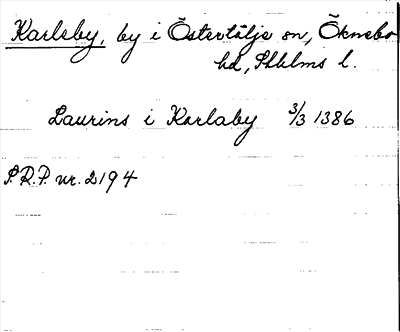 Karleby, by i Östertälje sn, Öknebo
hd, Sthlms l.
Laurins i Karlaby 3/3 1386
S.R.P. nr. 2194